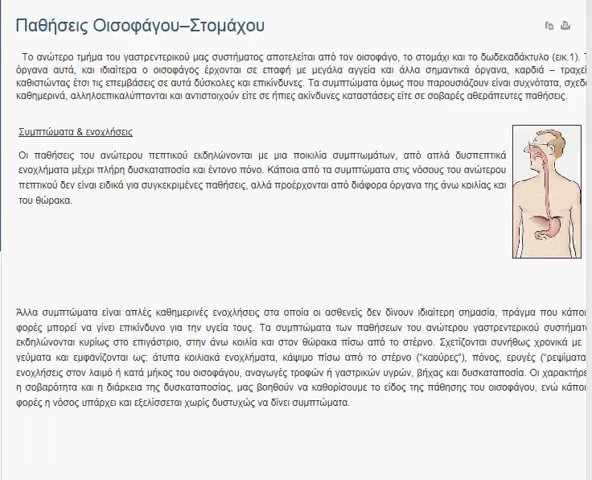 Παθήσεις Οισοφάγου–Στομάχου
Το ανώτερο τμήμα του γαστρεντερικού μας συστήματος αποτελείται από τον οισοφάγο, το στομάχι και το δωδεκαδάκτυλο (εικ.1). Τ
όργανα αυτά, και ιδιαίτερα ο οισοφάγος έρχονται σε επαφή με μεγάλα αγγεία και άλλα σημαντικά όργανα, καρδιά – τραχεί
καθιστώντας έτσι τις επεμβάσεις σε αυτά δύσκολες και επικίνδυνες. Τα συμπτώματα όμως που παρουσιάζουν είναι συχνότατα, σχεδό
καθημερινά, αλληλοεπικαλύπτονται και αντιστοιχούν είτε σε ήπιες ακίνδυνες καταστάσεις είτε σε σοβαρές αθεράπευτες παθήσεις.
Συμπτώματα & ενοχλήσεις
Οι παθήσεις του ανώτερου πεπτικού εκδηλώνονται με μια ποικιλία συμπτωμάτων, από απλά δυσπεπτικά
ενοχλήματα μέχρι πλήρη δυσκαταποσία και έντονο πόνο. Κάποια από τα συμπτώματα στις νόσους του ανώτερου
πεπτικού δεν είναι ειδικά για συγκεκριμένες παθήσεις, αλλά προέρχονται από διάφορα όργανα της άνω κοιλίας και
του θώρακα.
Άλλα συμπτώματα είναι απλές καθημερινές ενοχλήσεις στα οποία οι ασθενείς δεν δίνουν ιδιαίτερη σημασία, πράγμα που κάποι
φορές μπορεί να γίνει επικίνδυνο για την υγεία τους. Τα συμπτώματα των παθήσεων του ανώτερου γαστρεντερικού συστήματο
εκδηλώνονται κυρίως στο επιγάστριο, στην άνω κοιλία και στον θώρακα πίσω από το στέρνο. Σχετίζονται συνήθως χρονικά με
γεύματα και εμφανίζονται ως: άτυπα κοιλιακά ενοχλήματα, κάψιμο πίσω από το στέρνο ("καούρες"), πόνος, ερυγές ("ρεψίματα
ενοχλήσεις στον λαιμό ή κατά μήκος του οισοφάγου, αναγωγές τροφών ή γαστρικών υγρών, βήχας και δυσκαταποσία. Οι χαρακτήρε
η σοβαρότητα και η διάρκεια της δυσκαταποσίας, μας βοηθούν να καθορίσουμε το είδος της πάθησης του οισοφάγου, ενώ κάποι
φορές η νόσος υπάρχει και εξελίσσεται χωρίς δυστυχώς να δίνει συμπτώματα.